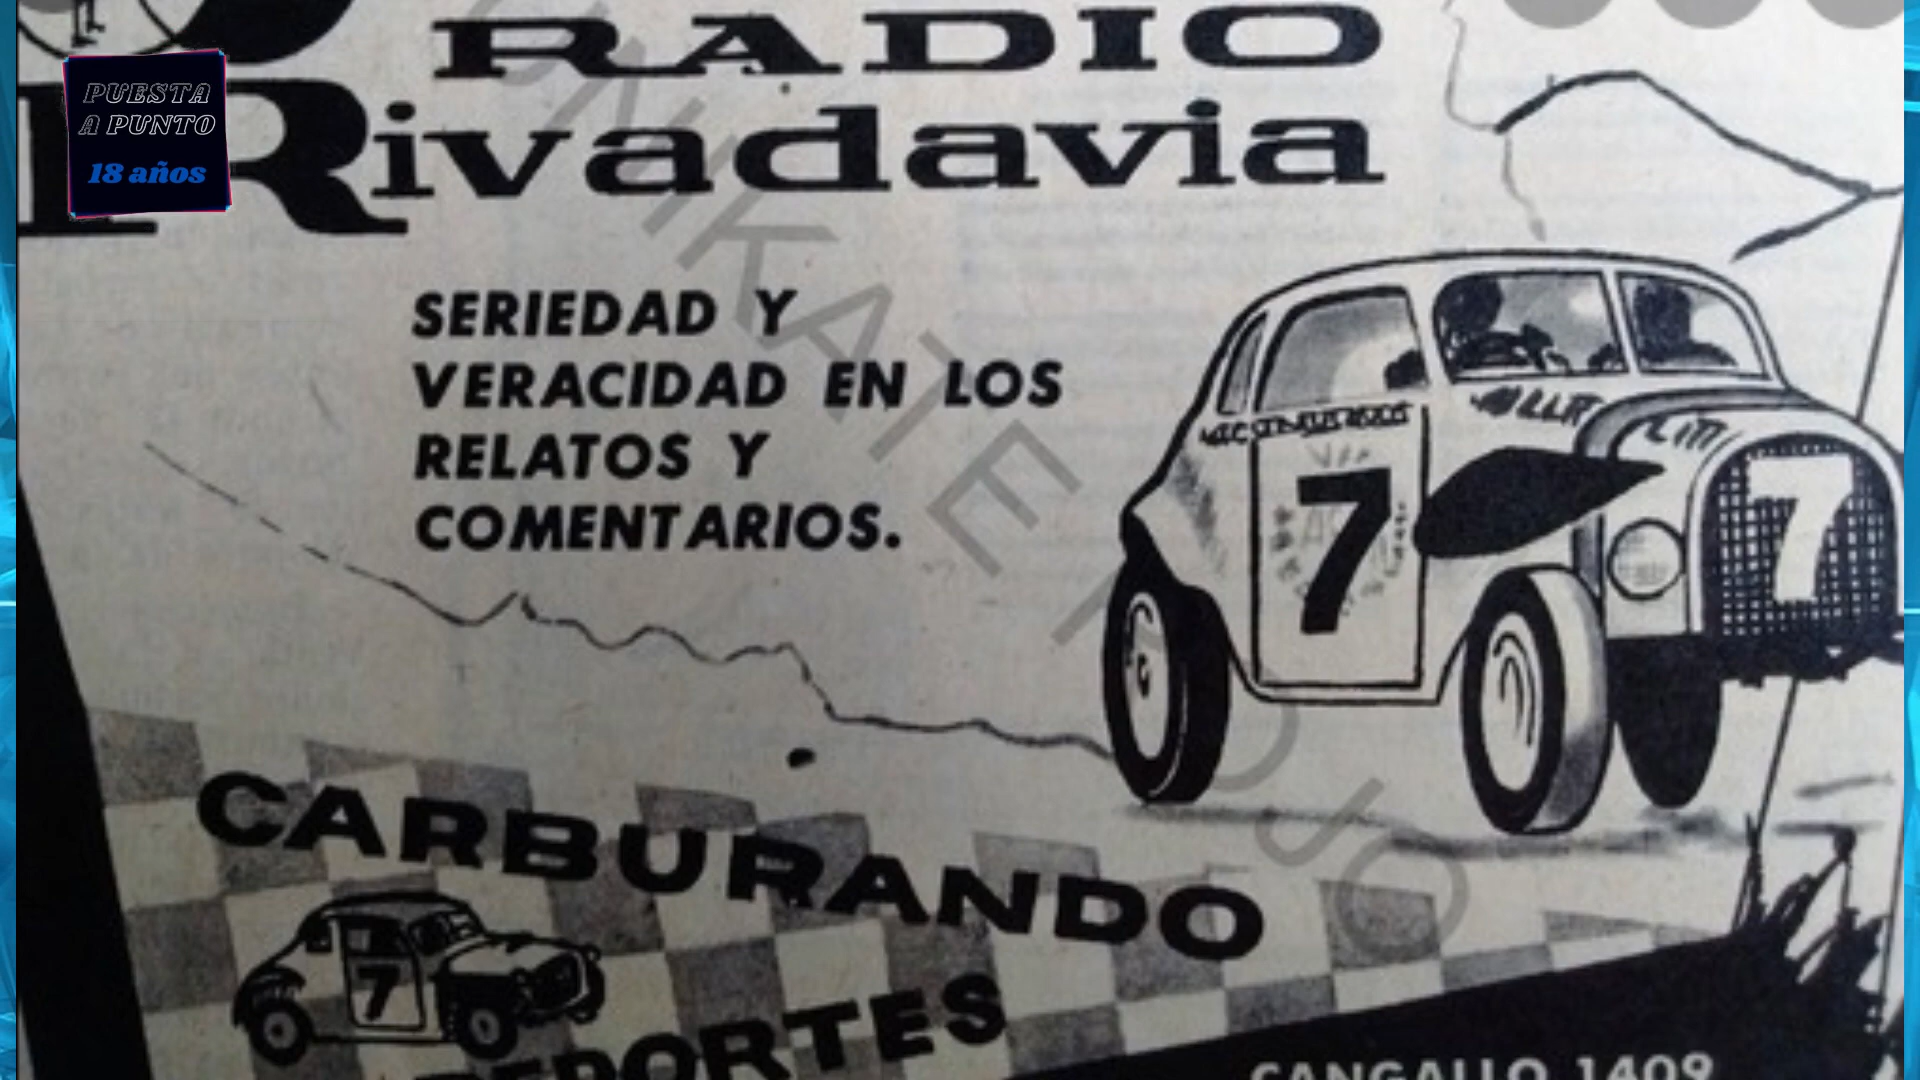 RADIO
Rivadavia
PUESTA
A PUNTO
18 años
SERIEDAD Y
VERACIDAD EN LOS
RELATOS Y
COMENTARIOS.
7
7
CARBURANDO
7
DEPORTES
CANGALLO 1409